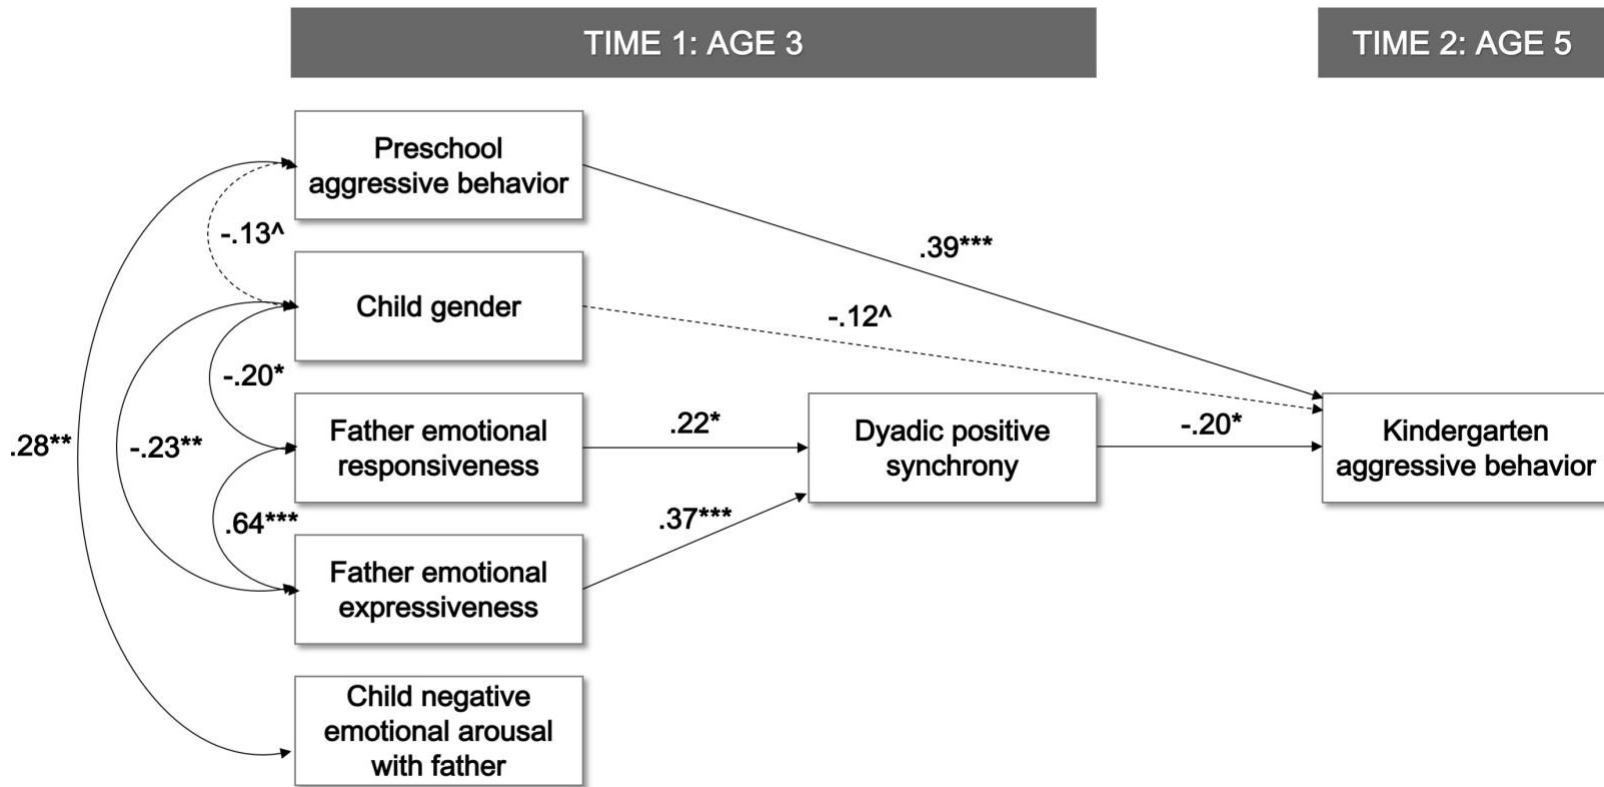 TIME 1: AGE 3
TIME 2: AGE 5
Preschool
aggressive behavior
-.13^
.39***
Child gender
-.12^
-.20*
.28**
-.23**
Father emotional
responsiveness
.22*
Dyadic positive
synchrony
-.20*
Kindergarten
aggressive behavior
.64***
.37***
Father emotional
expressiveness
Child negative
emotional arousal
with father